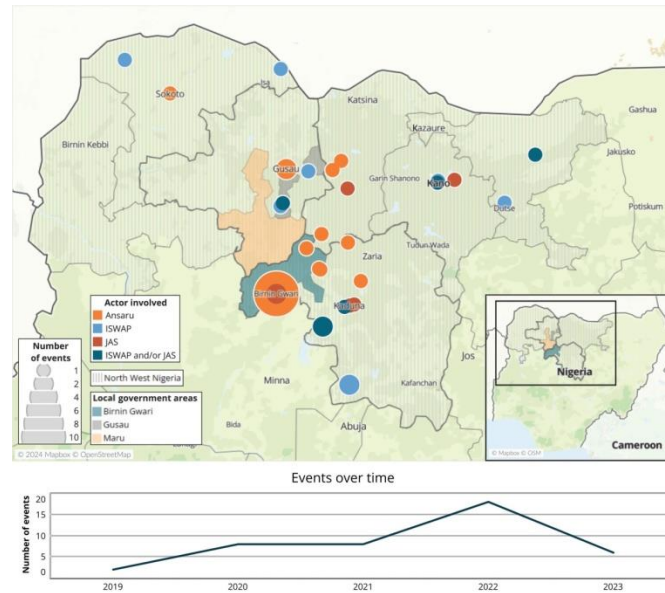 Gashua
Isa
Sokoto
Katsina
Birnin Kebbi
Kazaure
Jakusko
Gusau
Garin Shanono
Kano
Potiskum
Dutse
Tudun Wada
Zaria
Birnin Gwari
Kaduna
Actor involved
Ansaru
ISWAP
JAS
ISWAP and/or JAS
Number
of events
1
2
4
6
8
10
North West Nigeria
Local government areas
Birnin Gwari
Gusau
Maru
Jos
Minna
Kafanchan
Bida
Abuja
Nigeria
Cameroon
© 2024 Mapbox © OpenStreetMap
© Mapbox © OSM
Events over time
Number of events
20
15
10
5
0
2019
2020
2021
2022
2023